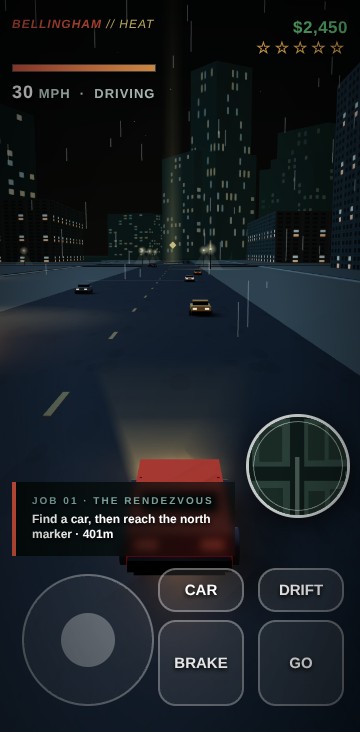 BELLINGHAM // HEAT
$2,450
30 MPH · DRIVING
JOB 01 · THE RENDEZVOUS
Find a car, then reach the north
marker · 401m
CAR
DRIFT
BRAKE
GO